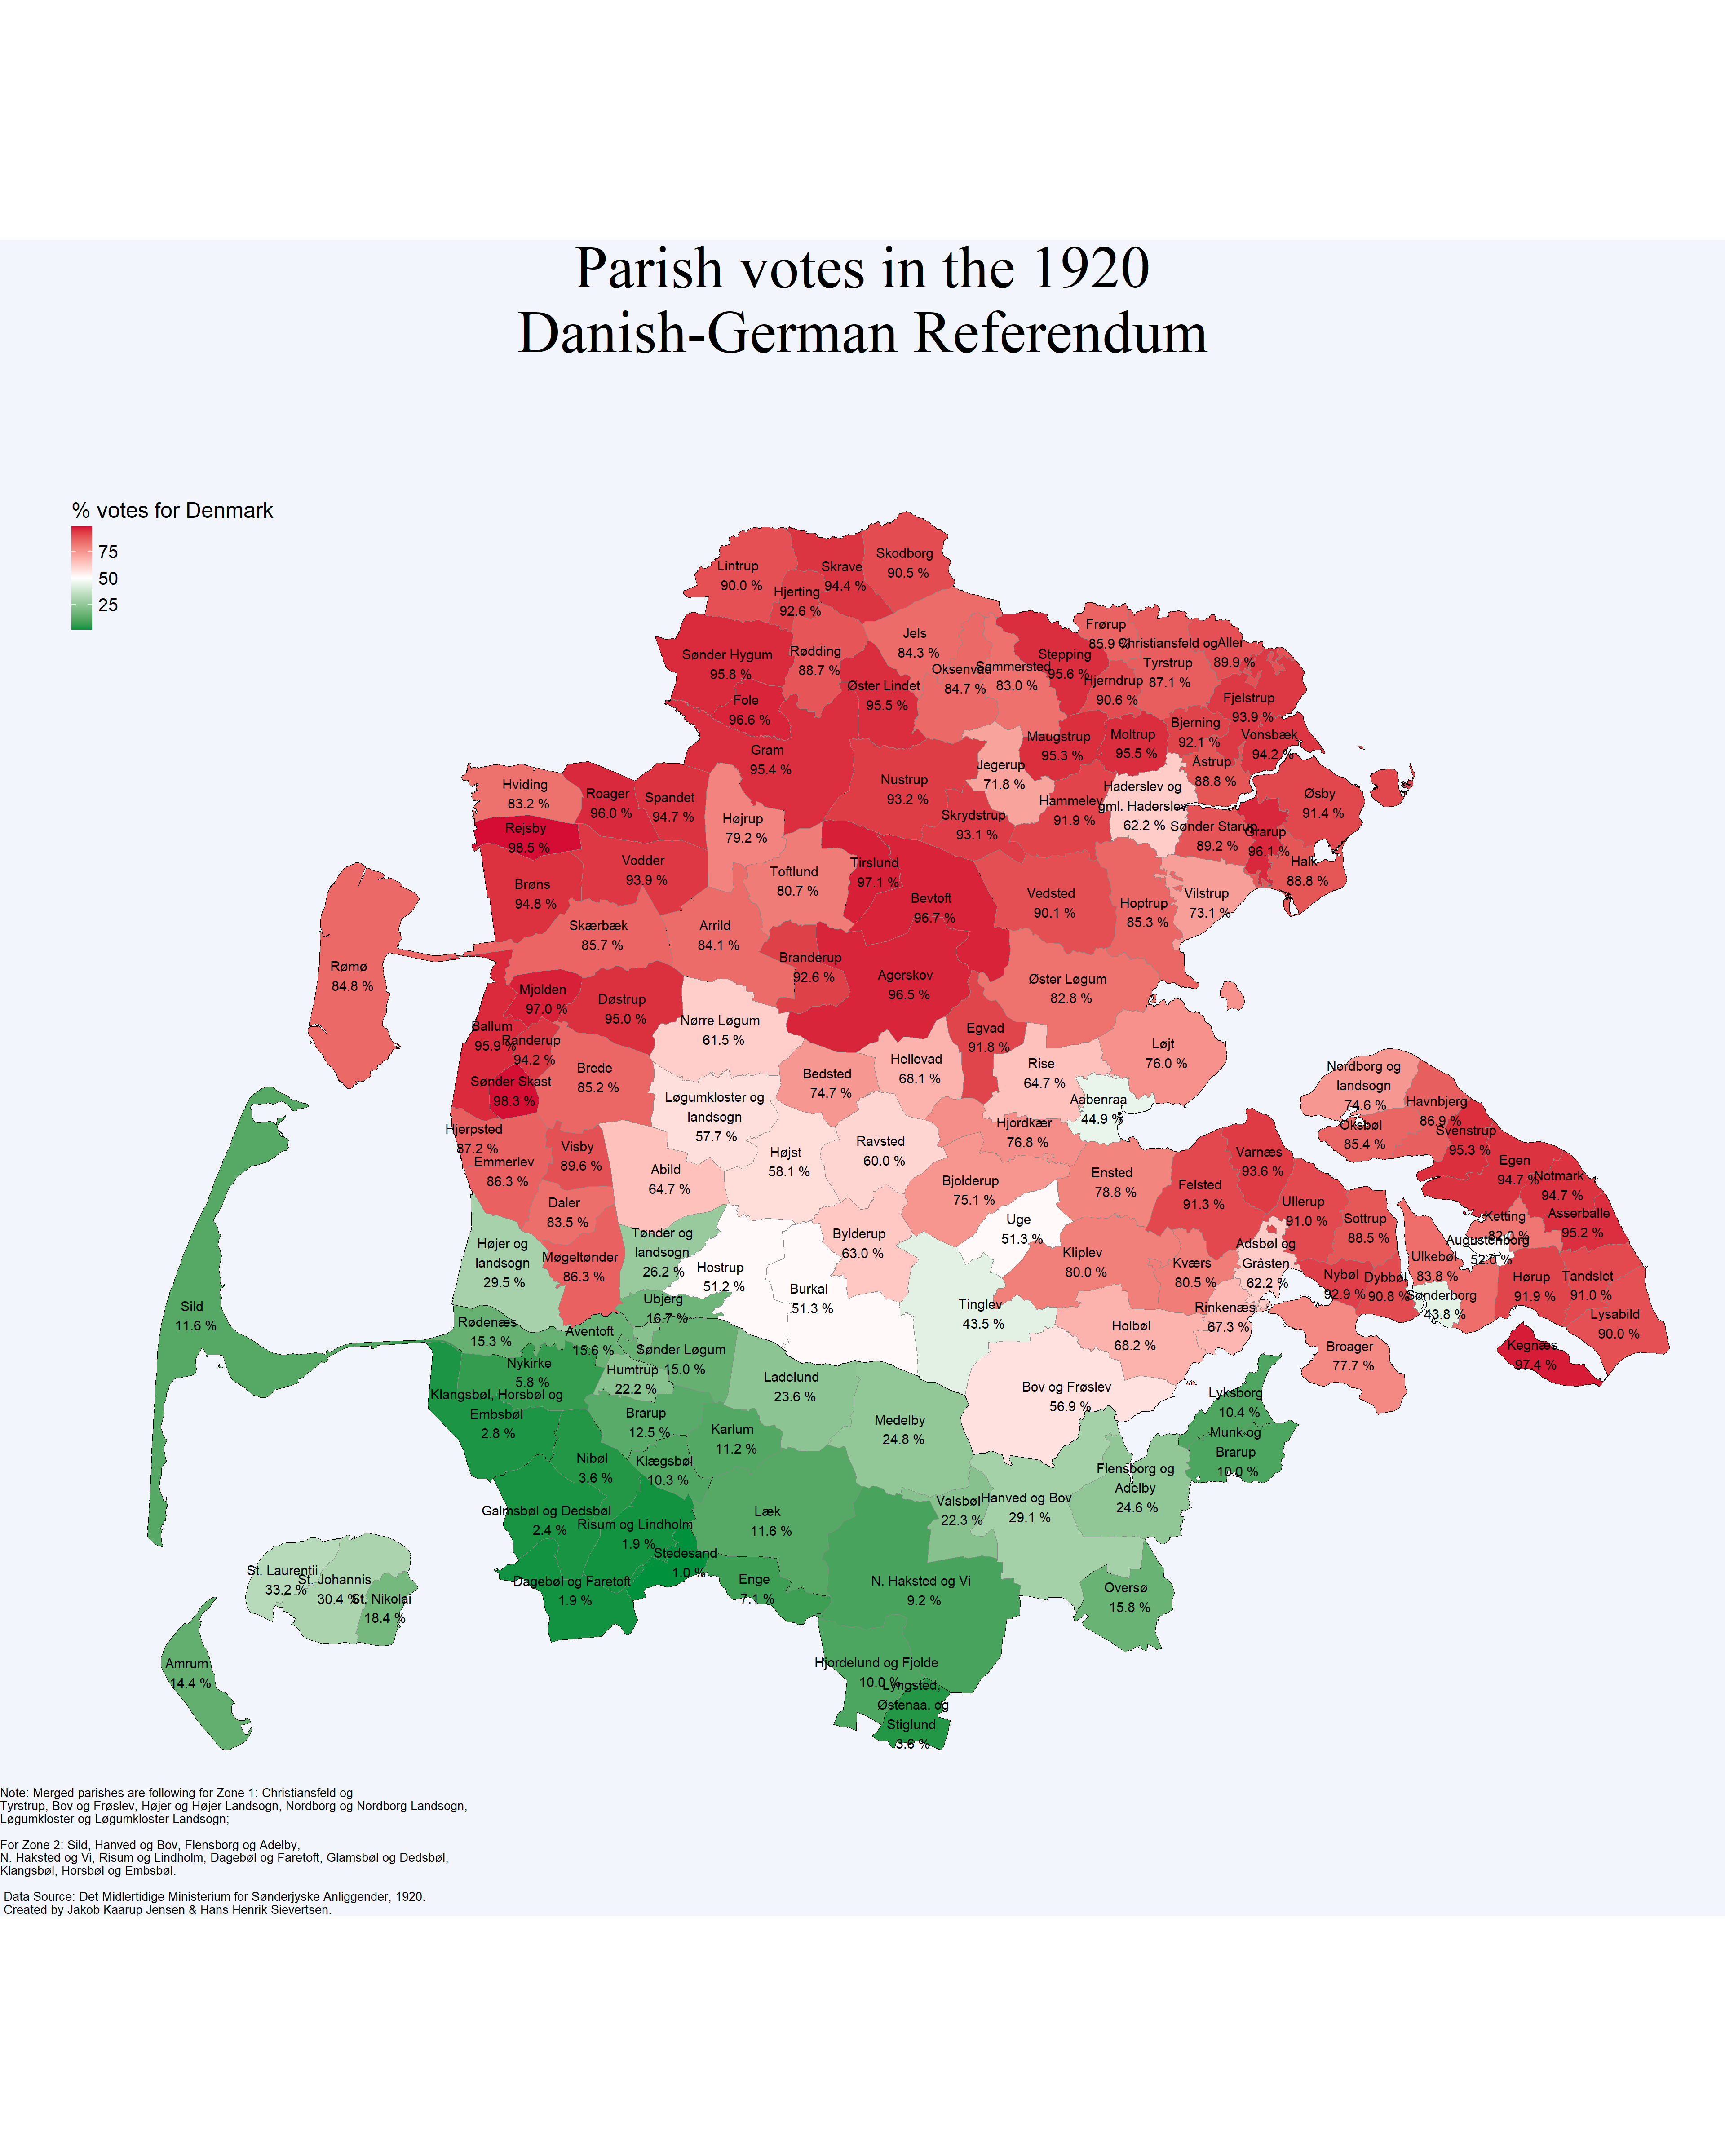 Parish votes in the 1920
Danish-German Referendum
% votes for Denmark
75
50
25
Skodborg
90.5 %
Lintrup
90.0 %
Skrave
94.4 %
Hjerting
92.6 %
Frørup
85.9 %
Jels
84.3 %
Christiansfeld og
Tyrstrup
87.1 %
Aller
89.9 %
Sønder Hygum
95.8 %
Rødding
88.7 %
Stepping
95.6 %
Oksenvad
84.7 %
Sommersted
83.0 %
Hjerndrup
90.6 %
Øster Lindet
95.5 %
Fole
96.6 %
Fjelstrup
93.9 %
Bjerning
92.1 %
Maugstrup
95.3 %
Moltrup
95.5 %
Vonsbæk
94.2 %
Gram
95.4 %
Jegerup
71.8 %
Åstrup
88.8 %
Hviding
83.2 %
Roager
96.0 %
Spandet
94.7 %
Nustrup
93.2 %
Haderslev og
gml. Haderslev
62.2 %
Øsby
91.4 %
Hammelev
91.9 %
Skrydstrup
93.1 %
Højrup
79.2 %
Rejsby
98.5 %
Sønder Starup
89.2 %
Grarup
96.1 %
Vodder
93.9 %
Tirslund
97.1 %
Halk
88.8 %
Toftlund
80.7 %
Brøns
94.8 %
Bevtoft
96.7 %
Vedsted
90.1 %
Hoptrup
85.3 %
Vilstrup
73.1 %
Skærbæk
85.7 %
Arrild
84.1 %
Branderup
92.6 %
Rømø
84.8 %
Agerskov
96.5 %
Øster Løgum
82.8 %
Mjolden
97.0 %
Døstrup
95.0 %
Nørre Løgum
61.5 %
Ballum
95.9 %
Randerup
94.2 %
Egvad
91.8 %
Løjt
76.0 %
Hellevad
68.1 %
Rise
64.7 %
Brede
85.2 %
Bedsted
74.7 %
Nordborg og
landsogn
74.6 %
Sønder Skast
98.3 %
Løgumkloster og
landsogn
57.7 %
Aabenraa
44.9 %
Havnbjerg
86.9 %
Hjordkær
76.8 %
Oksbøl
85.4 %
Hjerpsted
87.2 %
Svenstrup
95.3 %
Visby
89.6 %
Højst
58.1 %
Ravsted
60.0 %
Varnæs
93.6 %
Emmerlev
86.3 %
Abild
64.7 %
Ensted
78.8 %
Egen
94.7 %
Notmark
94.7 %
Bjolderup
75.1 %
Felsted
91.3 %
Daler
83.5 %
Ullerup
91.0 %
Sottrup
88.5 %
Ketting
82.0 %
Asserballe
95.2 %
Uge
51.3 %
Tønder og
landsogn
26.2 %
Bylderup
63.0 %
Højer og
landsogn
29.5 %
Adsbøl og
Gråsten
62.2 %
Augustenborg
52.0 %
Møgeltønder
86.3 %
Kliplev
80.0 %
Kværs
80.5 %
Ulkebøl
83.8 %
Hostrup
51.2 %
Nybøl
92.9 %
Dybbøl
90.8 %
Hørup
91.9 %
Tandslet
91.0 %
Burkal
51.3 %
Sønderborg
43.8 %
Sild
11.6 %
Ubjerg
16.7 %
Tinglev
43.5 %
Rinkenæs
67.3 %
Lysabild
90.0 %
Rødenæs
15.3 %
Holbøl
68.2 %
Aventoft
15.6 %
Sønder Løgum
15.0 %
Broager
77.7 %
Kegnæs
97.4 %
Nykirke
5.8 %
Humtrup
22.2 %
Ladelund
23.6 %
Bov og Frøslev
56.9 %
Lyksborg
10.4 %
Klangsbøl, Horsbøl og
Embsbøl
2.8 %
Brarup
12.5 %
Medelby
24.8 %
Karlum
11.2 %
Munk og
Brarup
10.0 %
Nibøl
3.6 %
Klægsbøl
10.3 %
Flensborg og
Adelby
24.6 %
Valsbøl
22.3 %
Hanved og Bov
29.1 %
Galmsbøl og Dedsbøl
2.4 %
Læk
11.6 %
Risum og Lindholm
1.9 %
Stedesand
1.0 %
St. Laurentii
33.2 %
St. Johannis
30.4 %
St. Nikolai
18.4 %
Dagebøl og Faretoft
1.9 %
Enge
7.1 %
N. Haksted og Vi
9.2 %
Oversø
15.8 %
Amrum
14.4 %
Hjordelund og Fjolde
10.0 %
Lyngsted,
Østenaa, og
Stiglund
3.6 %
Note: Merged parishes are following for Zone 1: Christiansfeld og
Tyrstrup, Bov og Frøslev, Højer og Højer Landsogn, Nordborg og Nordborg Landsogn,
Løgumkloster og Løgumkloster Landsogn;
For Zone 2: Sild, Hanved og Bov, Flensborg og Adelby,
N. Haksted og Vi, Risum og Lindholm, Dagebøl og Faretoft, Glamsbøl og Dedsbøl,
Klangsbøl, Horsbøl og Embsbøl.
Data Source: Det Midlertidige Ministerium for Sønderjyske Anliggender, 1920.
Created by Jakob Kaarup Jensen & Hans Henrik Sievertsen.